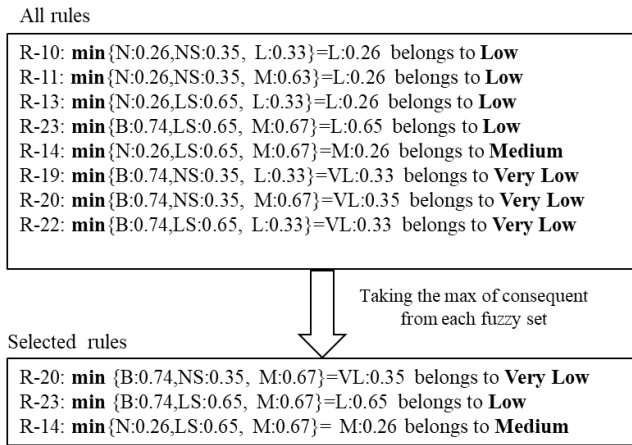 All rules
R-10: min{N:0.26,NS:0.35, L:0.33}=L:0.26 belongs to Low
R-11: min{N:0.26,NS:0.35, M:0.63}=L:0.26 belongs to Low
R-13: min{N:0.26,LS:0.65, L:0.33}=L:0.26 belongs to Low
R-23: min{B:0.74,LS:0.65, M:0.67}=L:0.65 belongs to Low
R-14: min{N:0.26,LS:0.65, M:0.67}=M:0.26 belongs to Medium
R-19: min{B:0.74,NS:0.35, L:0.33}=VL:0.33 belongs to Very Low
R-20: min{B:0.74,NS:0.35, M:0.67}=VL:0.35 belongs to Very Low
R-22: min{B:0.74,LS:0.65, L:0.33}=VL:0.33 belongs to Very Low
Taking the max of consequent
from each fuzzy set
Selected rules
R-20: min {B:0.74,NS:0.35, M:0.67}=VL:0.35 belongs to Very Low
R-23: min {B:0.74,LS:0.65, M:0.67}=L:0.65 belongs to Low
R-14: min{N:0.26,LS:0.65, M:0.67}= M:0.26 belongs to Medium